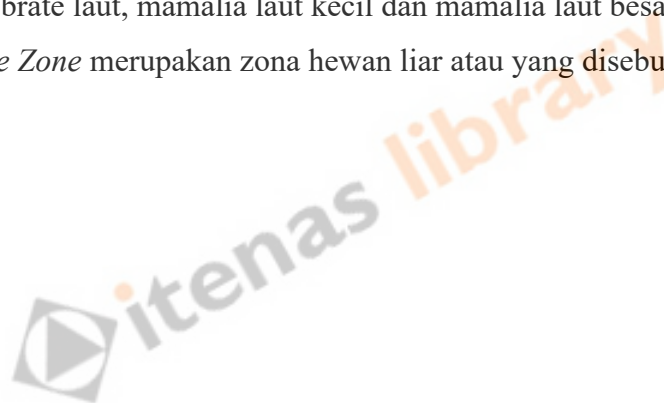 brate laut, mamalia laut kecil dan mamalia laut besa
e Zone merupakan zona hewan liar atau yang disebu
itenas library